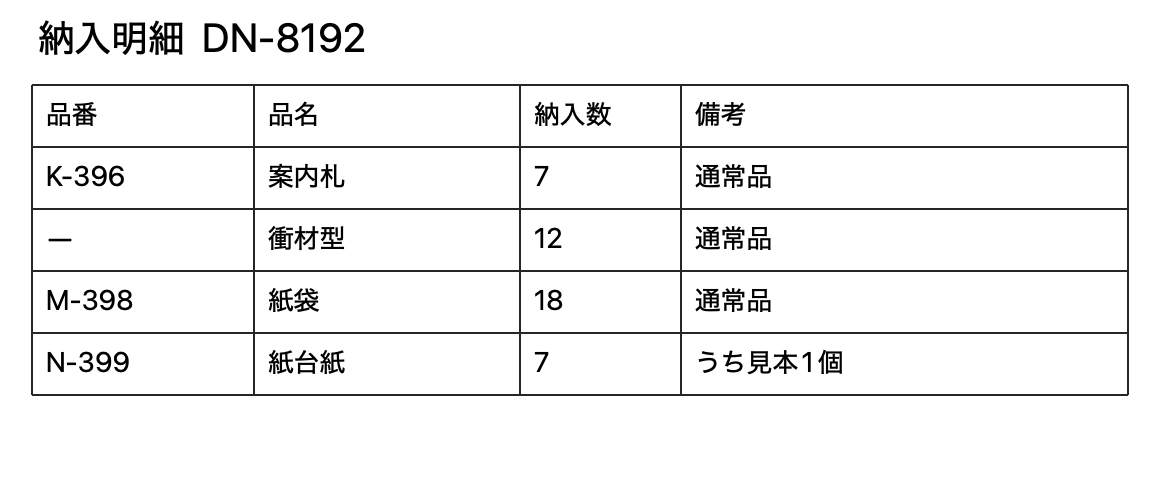 納入明細 DN-8192
品番 品名 納入数 備考
K-396 案内札 7 通常品
— 衝材型 12 通常品
M-398 紙袋 18 通常品
N-399 紙台紙 7 うち見本1個